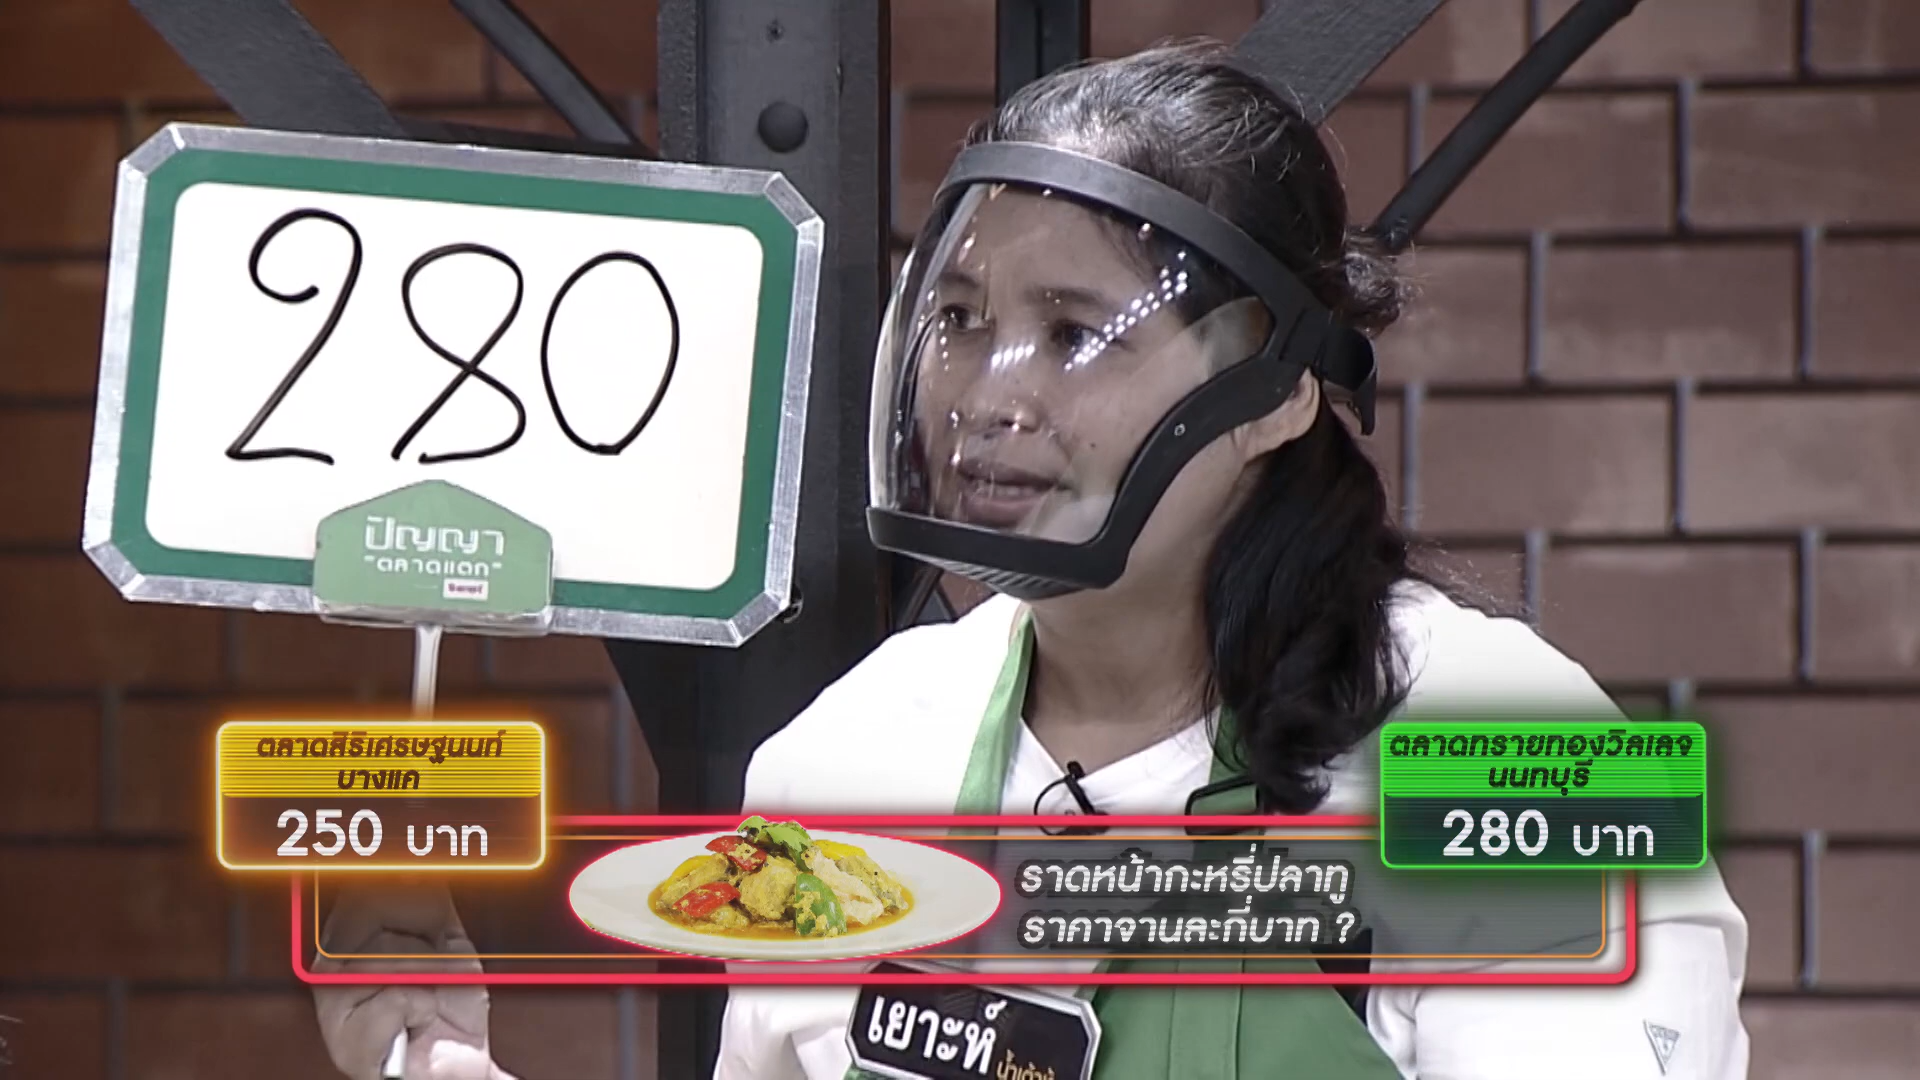 280
ปัญญา
"ตลาดแตก"
ตลาดสิริเศรษฐนนท์
บางแค
250 บาท
ตลาดทรายทองวิลเลจ
นนทบุรี
280 บาท
ราดหน้ากะหรี่ปลาทู
ราคาจานละกี่บาท ?
เยาะห์